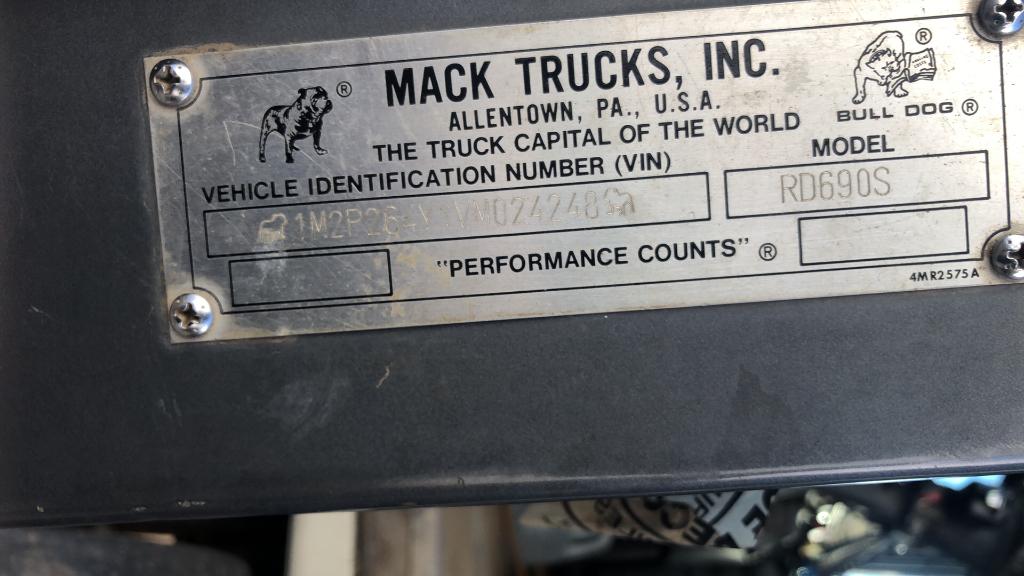 MACK TRUCKS, INC.
ALLENTOWN, PA., U.S.A.
THE TRUCK CAPITAL OF THE WORLD
®
®
BULL DOG ®
VEHICLE IDENTIFICATION NUMBER (VIN)
MODEL
RD690S
"PERFORMANCE COUNTS" ®
4MR2575A